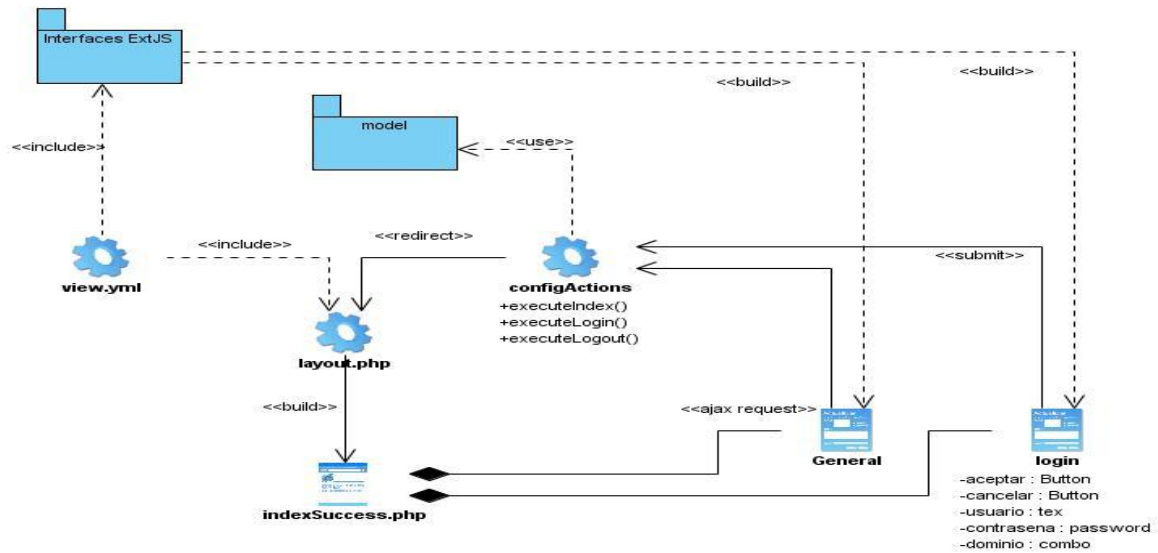 Interfaces ExtJS
<<build>>
<<build>>
model
<<include>>
<<use>>
<<include>>
<<redirect>>
<<submit>>
view.yml
configActions
+executeIndex()
+executeLogin()
+executeLogout()
layout.php
<<build>>
<<ajax request>>
General
login
-aceptar : Button
-cancelar : Button
-usuario : tex
-contrasena : password
-dominio : combo
indexSuccess.php